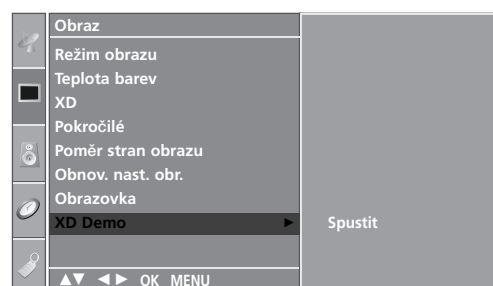 Obraz
Režim obrazu
Teplota barev
XD
Pokročilé
Poměr stran obrazu
Obnov. nast. obr.
Obrazovka
XD Demo ► Spustit
▲▼ ◄► OK MENU